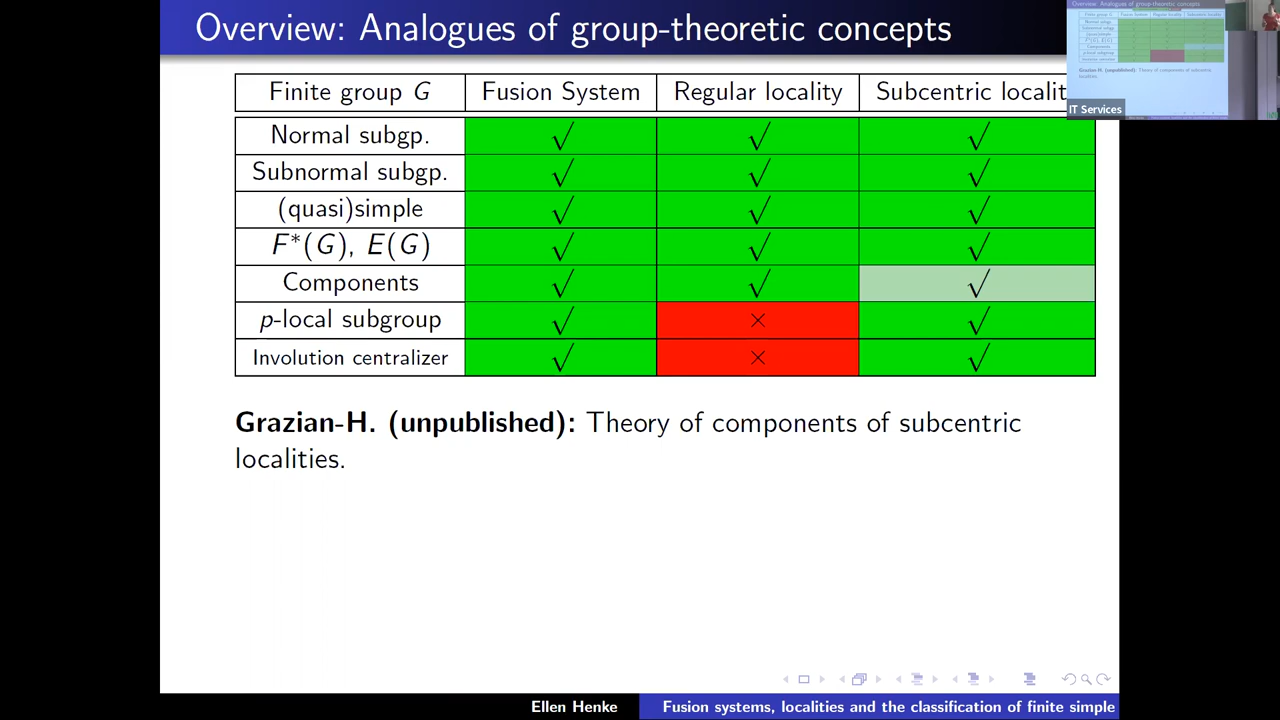 Overview: Analogues of group-theoretic concepts
Finite group G Fusion System Regular locality Subcentric localit
Normal subgp. √ √ √
Subnormal subgp. √ √ √
(quasi)simple √ √ √
F*(G), E(G) √ √ √
Components √ √ √
p-local subgroup √ × √
Involution centralizer √ × √
Grazian-H. (unpublished): Theory of components of subcentric
localities.
IT Services
Ellen Henke Fusion systems, localities and the classification of finite simple